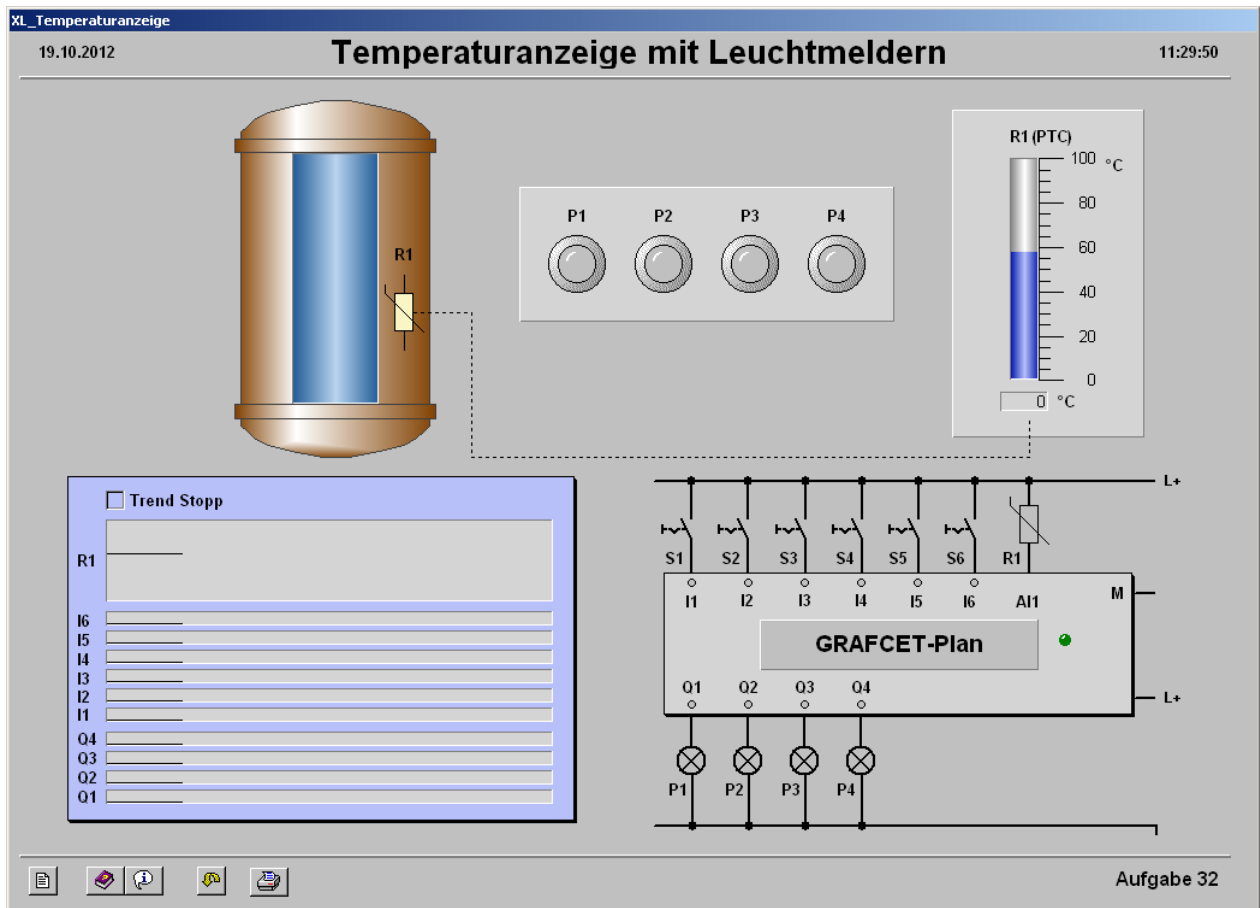 XL_Temperaturanzeige
19.10.2012 Temperaturanzeige mit Leuchtmeldern 11:29:50
R1 (PTC)
100 °C
80
60
40
20
0
0 °C
P1 P2 P3 P4
R1
Trend Stopp
R1
I6
I5
I4
I3
I2
I1
Q4
Q3
Q2
Q1
L+
S1 S2 S3 S4 S5 S6 R1
I1 I2 I3 I4 I5 I6 AI1 M
GRAFCET-Plan
Q1 Q2 Q3 Q4
L+
P1 P2 P3 P4
Aufgabe 32